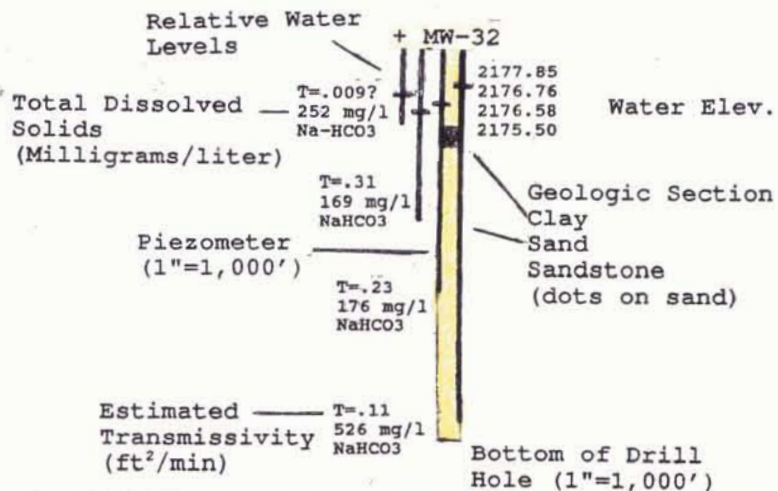 Relative Water
Levels
+ MW-32
2177.85
2176.76
2176.58
2175.50
Water Elev.
T=.009?
252 mg/l
Na-HCO3
Total Dissolved
Solids
(Milligrams/liter)
T=.31
169 mg/l
NaHCO3
Geologic Section
Clay
Sand
Sandstone
(dots on sand)
Piezometer
(1"=1,000')
T=.23
176 mg/l
NaHCO3
Estimated
Transmissivity
(ft²/min)
T=.11
526 mg/l
NaHCO3
Bottom of Drill
Hole (1"=1,000')